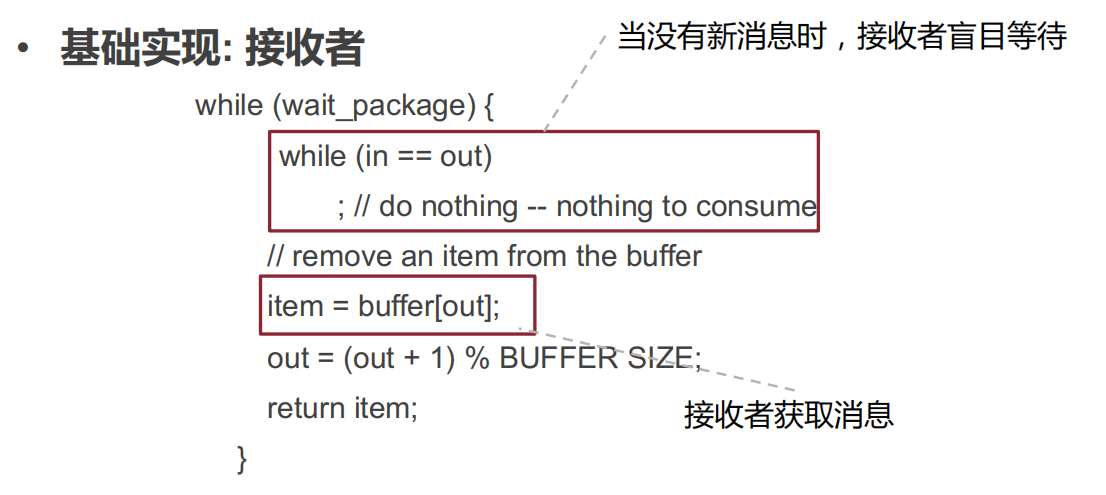 • 基础实现: 接收者
当没有新消息时，接收者盲目等待
while (wait_package) {
while (in == out)
; // do nothing -- nothing to consume
// remove an item from the buffer
item = buffer[out];
out = (out + 1) % BUFFER SIZE;
return item;
接收者获取消息
}